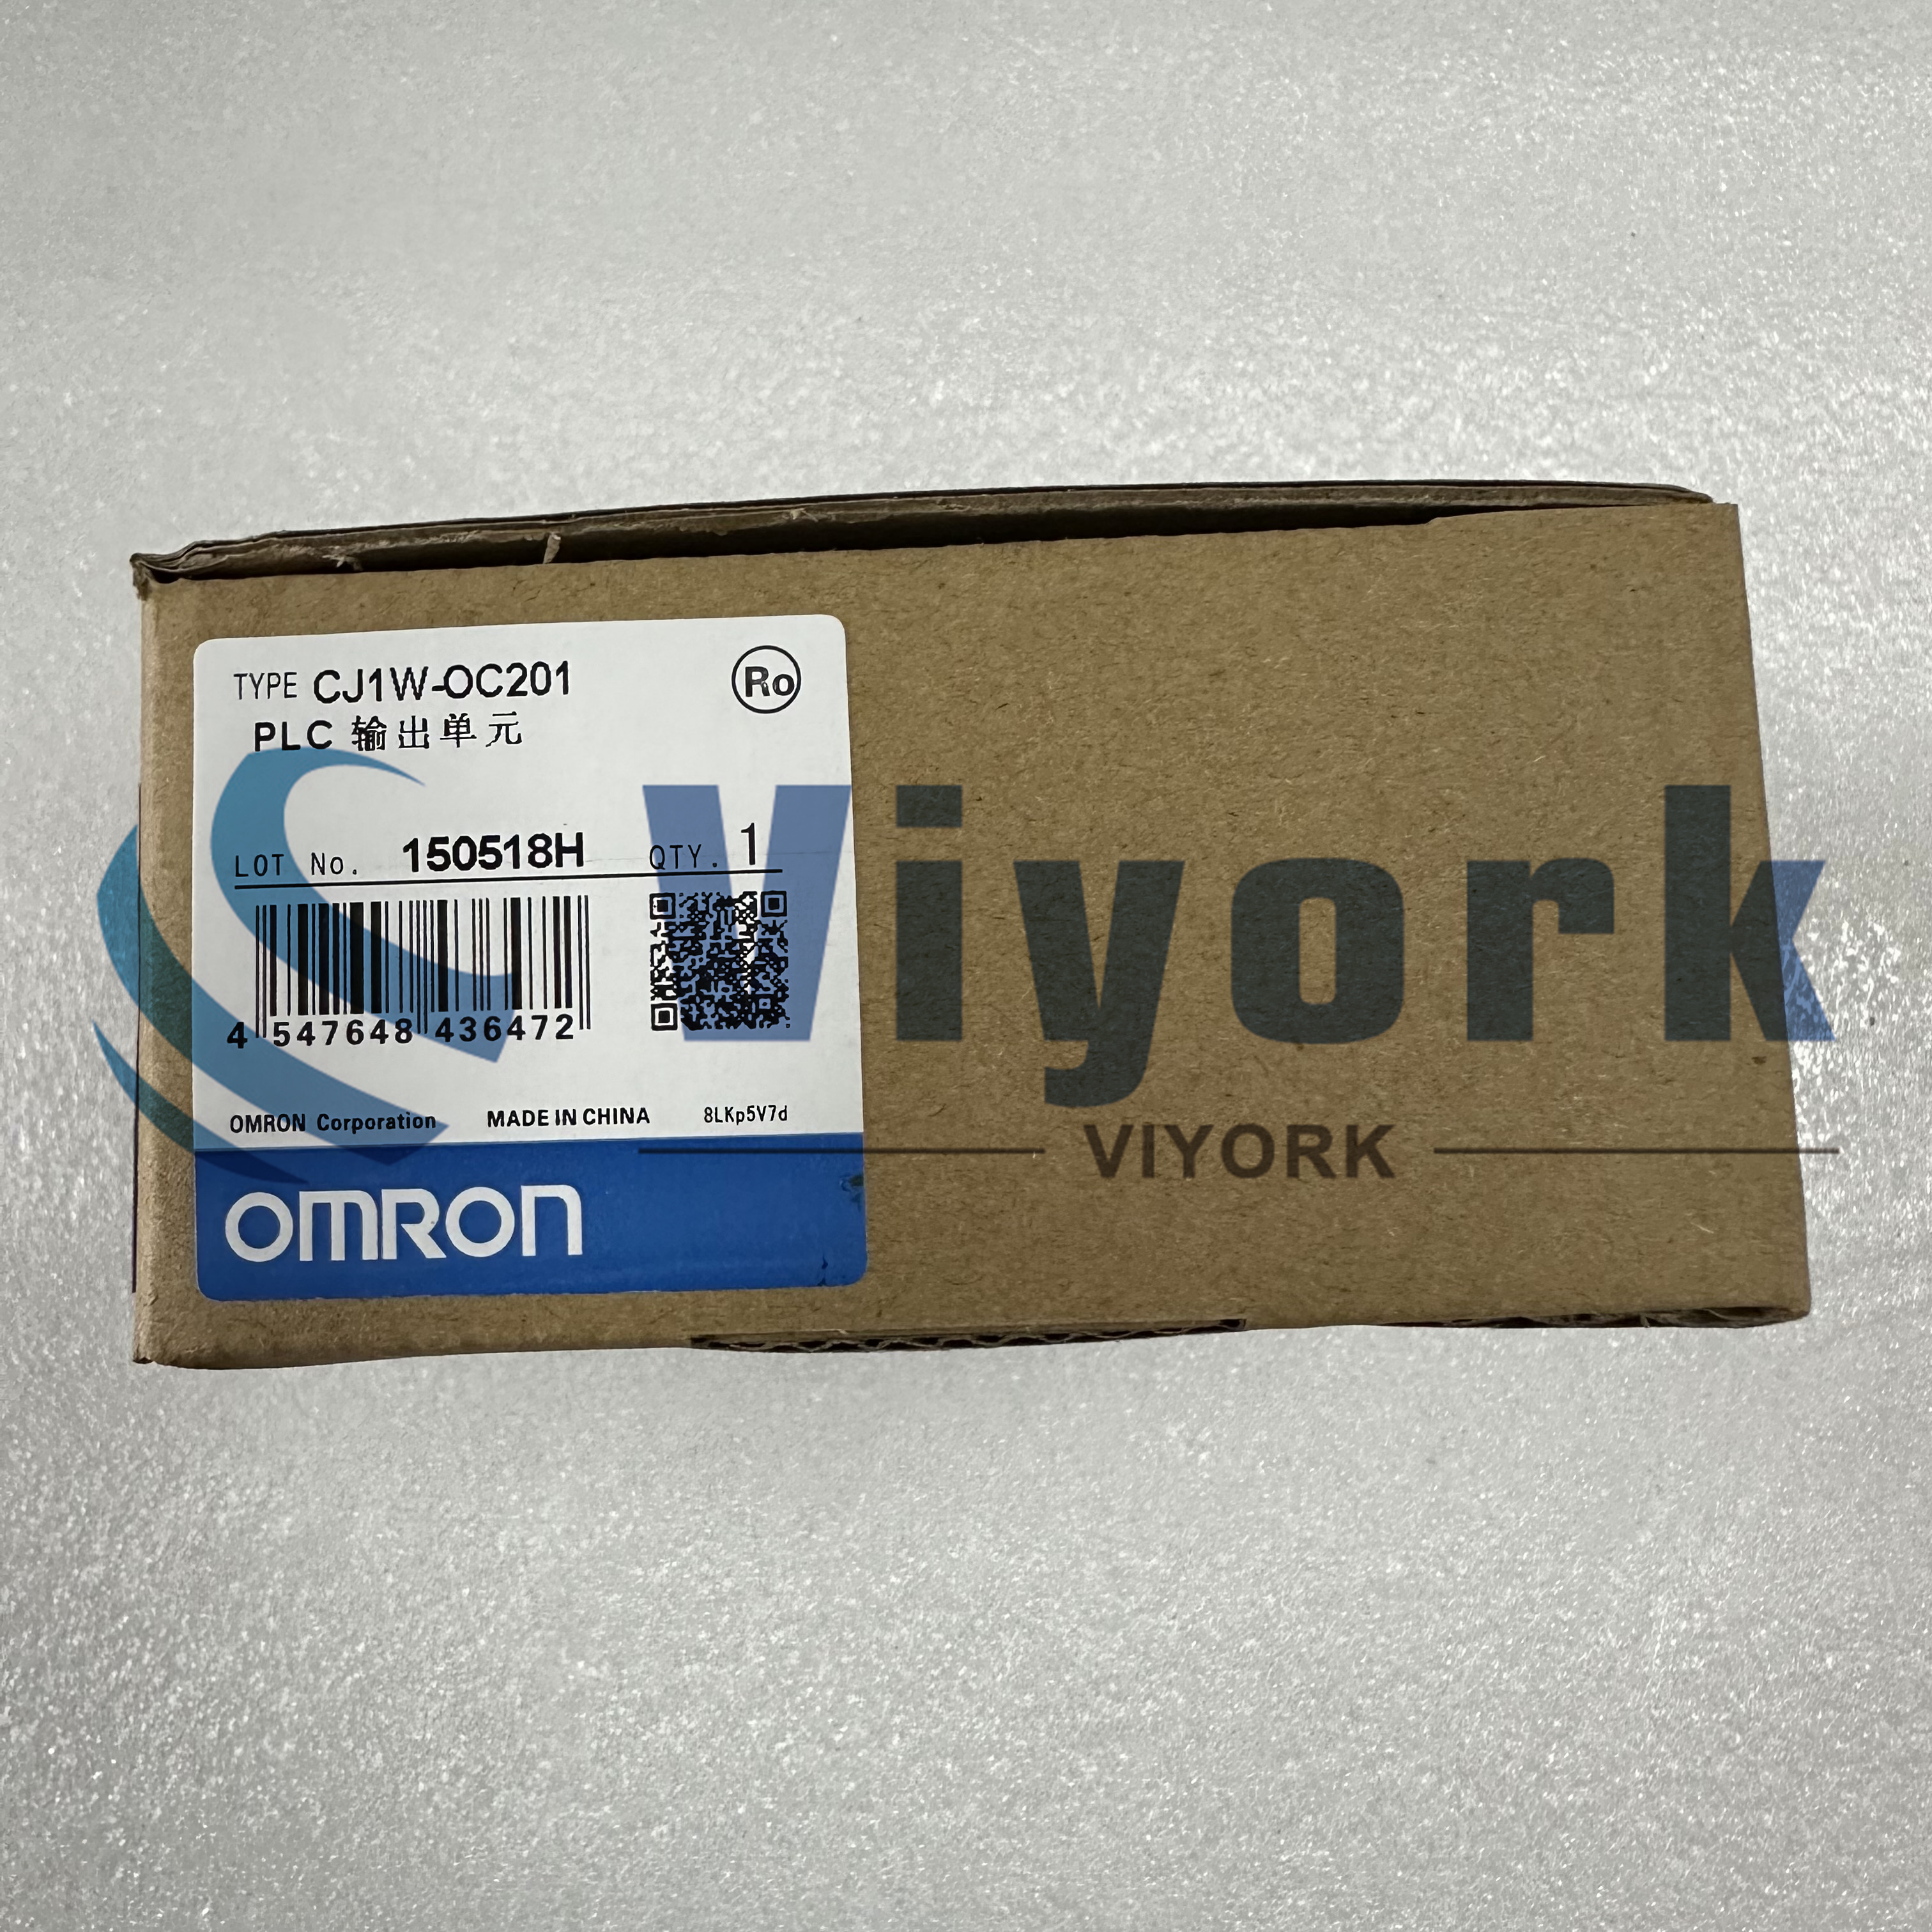 TYPE CJ1W-OC201
Ro
PLC 输出单元
LOT No. 150518H QTY. 1
4 547648 436472
OMRON Corporation MADE IN CHINA 8LKp5V7d
OMRON
Viyork
VIYORK